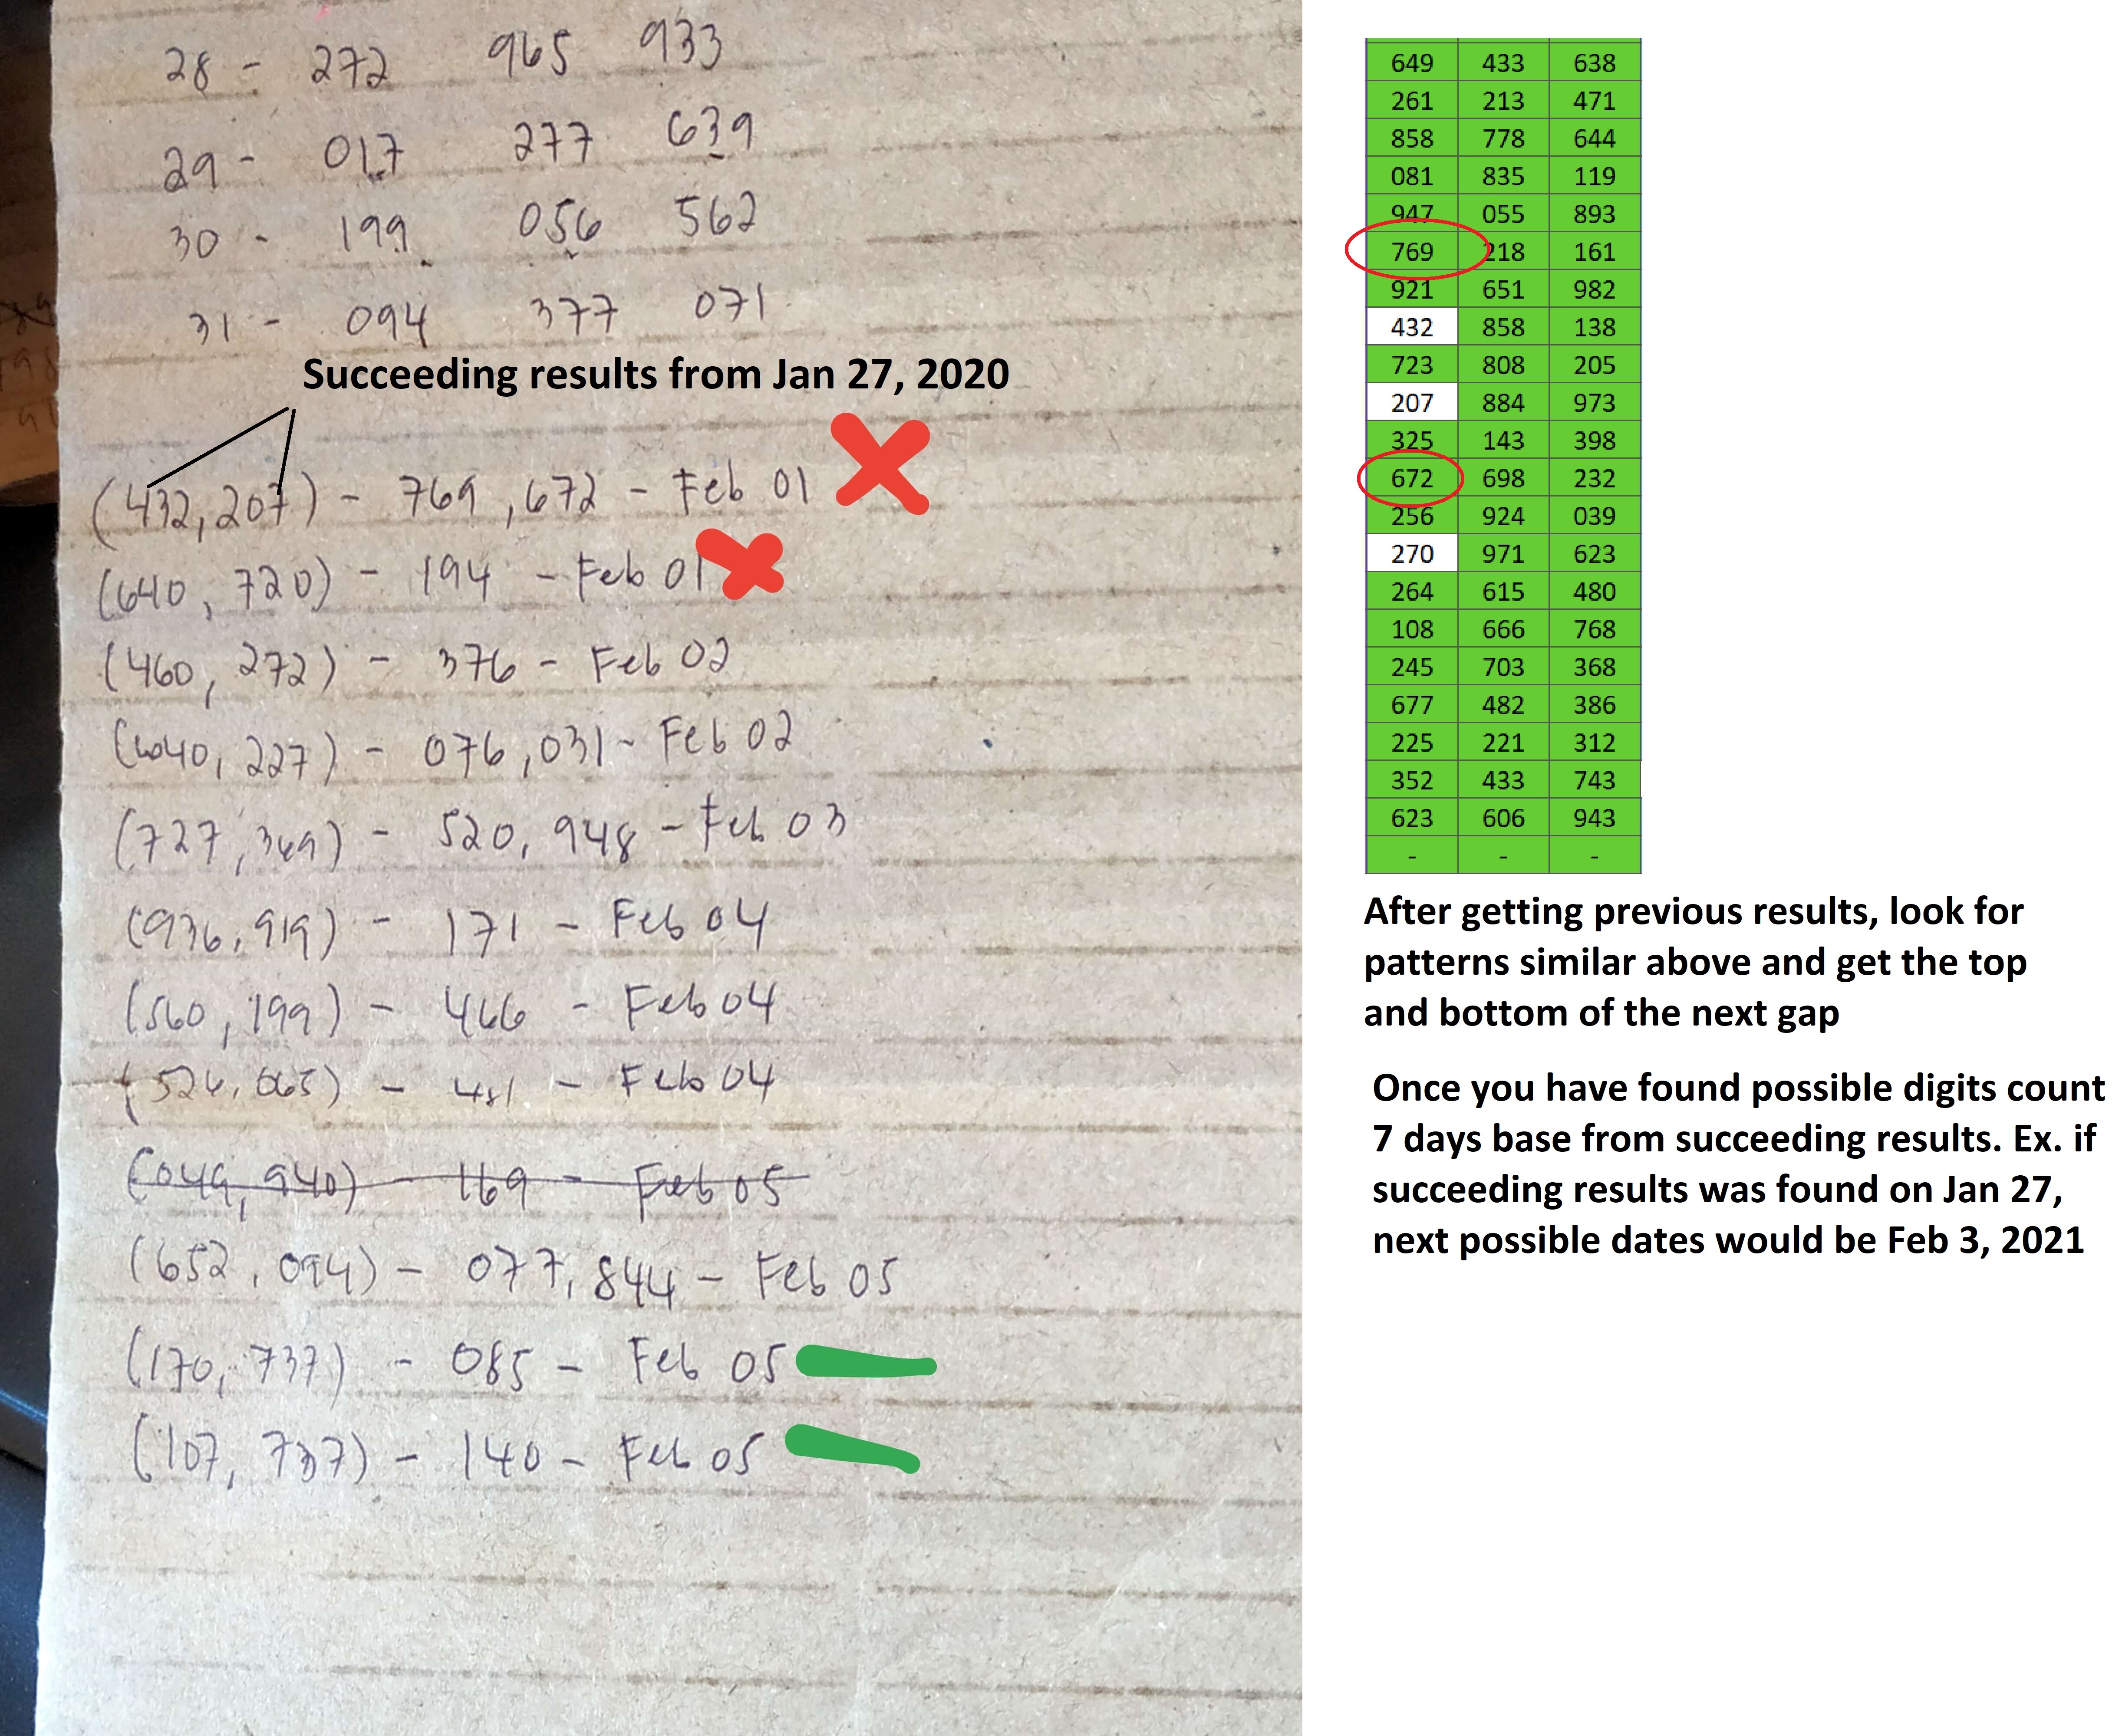 28 - 272 965 933
29 - 017 277 639
30 - 199 056 562
31 - 094 377 071
Succeeding results from Jan 27, 2020
(432, 207) - 769, 672 - Feb 01
(640, 720) - 194 - Feb 01
(460, 272) - 376 - Feb 02
(6040, 227) - 076, 031 - Feb 02
(727, 369) - 520, 948 - Feb 03
(936, 919) - 171 - Feb 04
(560, 199) - 466 - Feb 04
(526, 065) - 481 - Feb 04
(049, 940) - 169 - Feb 05
(652, 094) - 077, 844 - Feb 05
(170, 737) - 085 - Feb 05
(107, 737) - 140 - Feb 05
649 433 638
261 213 471
858 778 644
081 835 119
947 055 893
769 218 161
921 651 982
432 858 138
723 808 205
207 884 973
325 143 398
672 698 232
256 924 039
270 971 623
264 615 480
108 666 768
245 703 368
677 482 386
225 221 312
352 433 743
623 606 943
- - -
After getting previous results, look for
patterns similar above and get the top
and bottom of the next gap
Once you have found possible digits count
7 days base from succeeding results. Ex. if
succeeding results was found on Jan 27,
next possible dates would be Feb 3, 2021